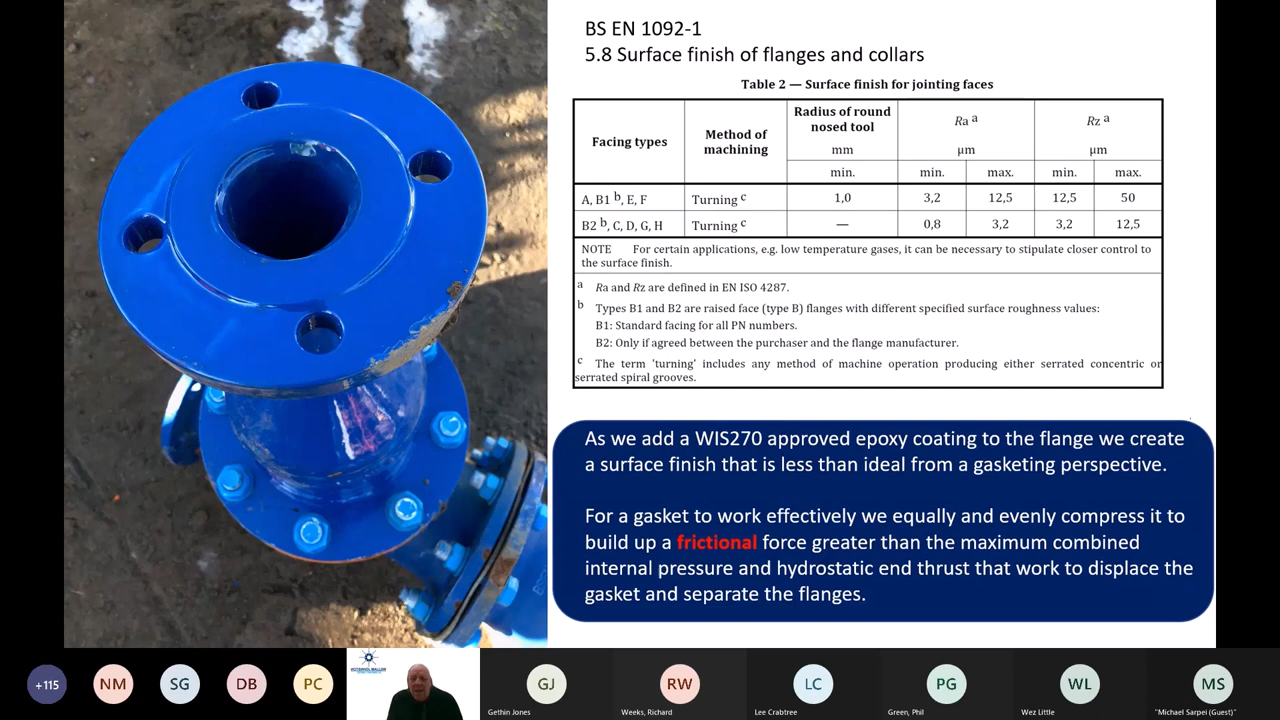 BS EN 1092-1
5.8 Surface finish of flanges and collars
Table 2 — Surface finish for jointing faces
Facing types
Method of machining
Radius of round nosed tool
mm
min.
Ra a
µm
min. max.
Rz a
µm
min. max.
A, B1 b, E, F Turning c 1,0 3,2 12,5 12,5 50
B2 b, C, D, G, H Turning c — 0,8 3,2 3,2 12,5
NOTE For certain applications, e.g. low temperature gases, it can be necessary to stipulate closer control to
the surface finish.
a Ra and Rz are defined in EN ISO 4287.
b Types B1 and B2 are raised face (type B) flanges with different specified surface roughness values:
B1: Standard facing for all PN numbers.
B2: Only if agreed between the purchaser and the flange manufacturer.
c The term 'turning' includes any method of machine operation producing either serrated concentric or
serrated spiral grooves.
As we add a WIS270 approved epoxy coating to the flange we create
a surface finish that is less than ideal from a gasketing perspective.
For a gasket to work effectively we equally and evenly compress it to
build up a frictional force greater than the maximum combined
internal pressure and hydrostatic end thrust that work to displace the
gasket and separate the flanges.
+115 NM SG DB PC GJ RW LC PG WL MS
Gethin Jones Weeks, Richard Lee Crabtree Green, Phil Wez Little "Michael Sarpei (Guest)"